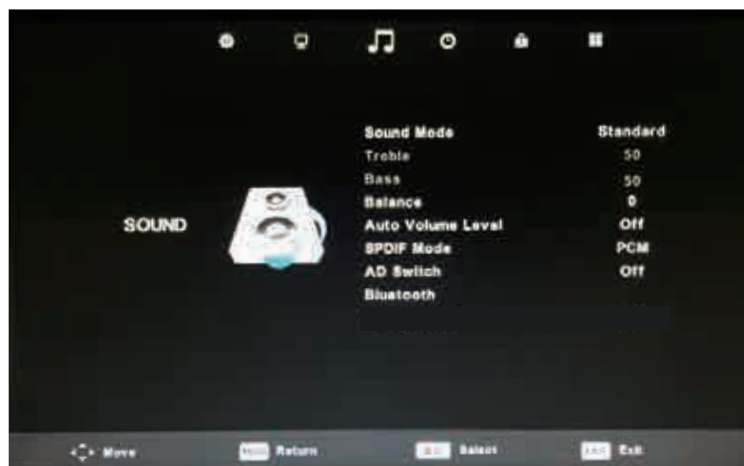 Sound Mode Standard
Treble 50
Bass 50
Balance 0
SOUND
Auto Volume Level Off
SPDIF Mode PCM
AD Switch Off
Bluetooth
Move Return Select Exit